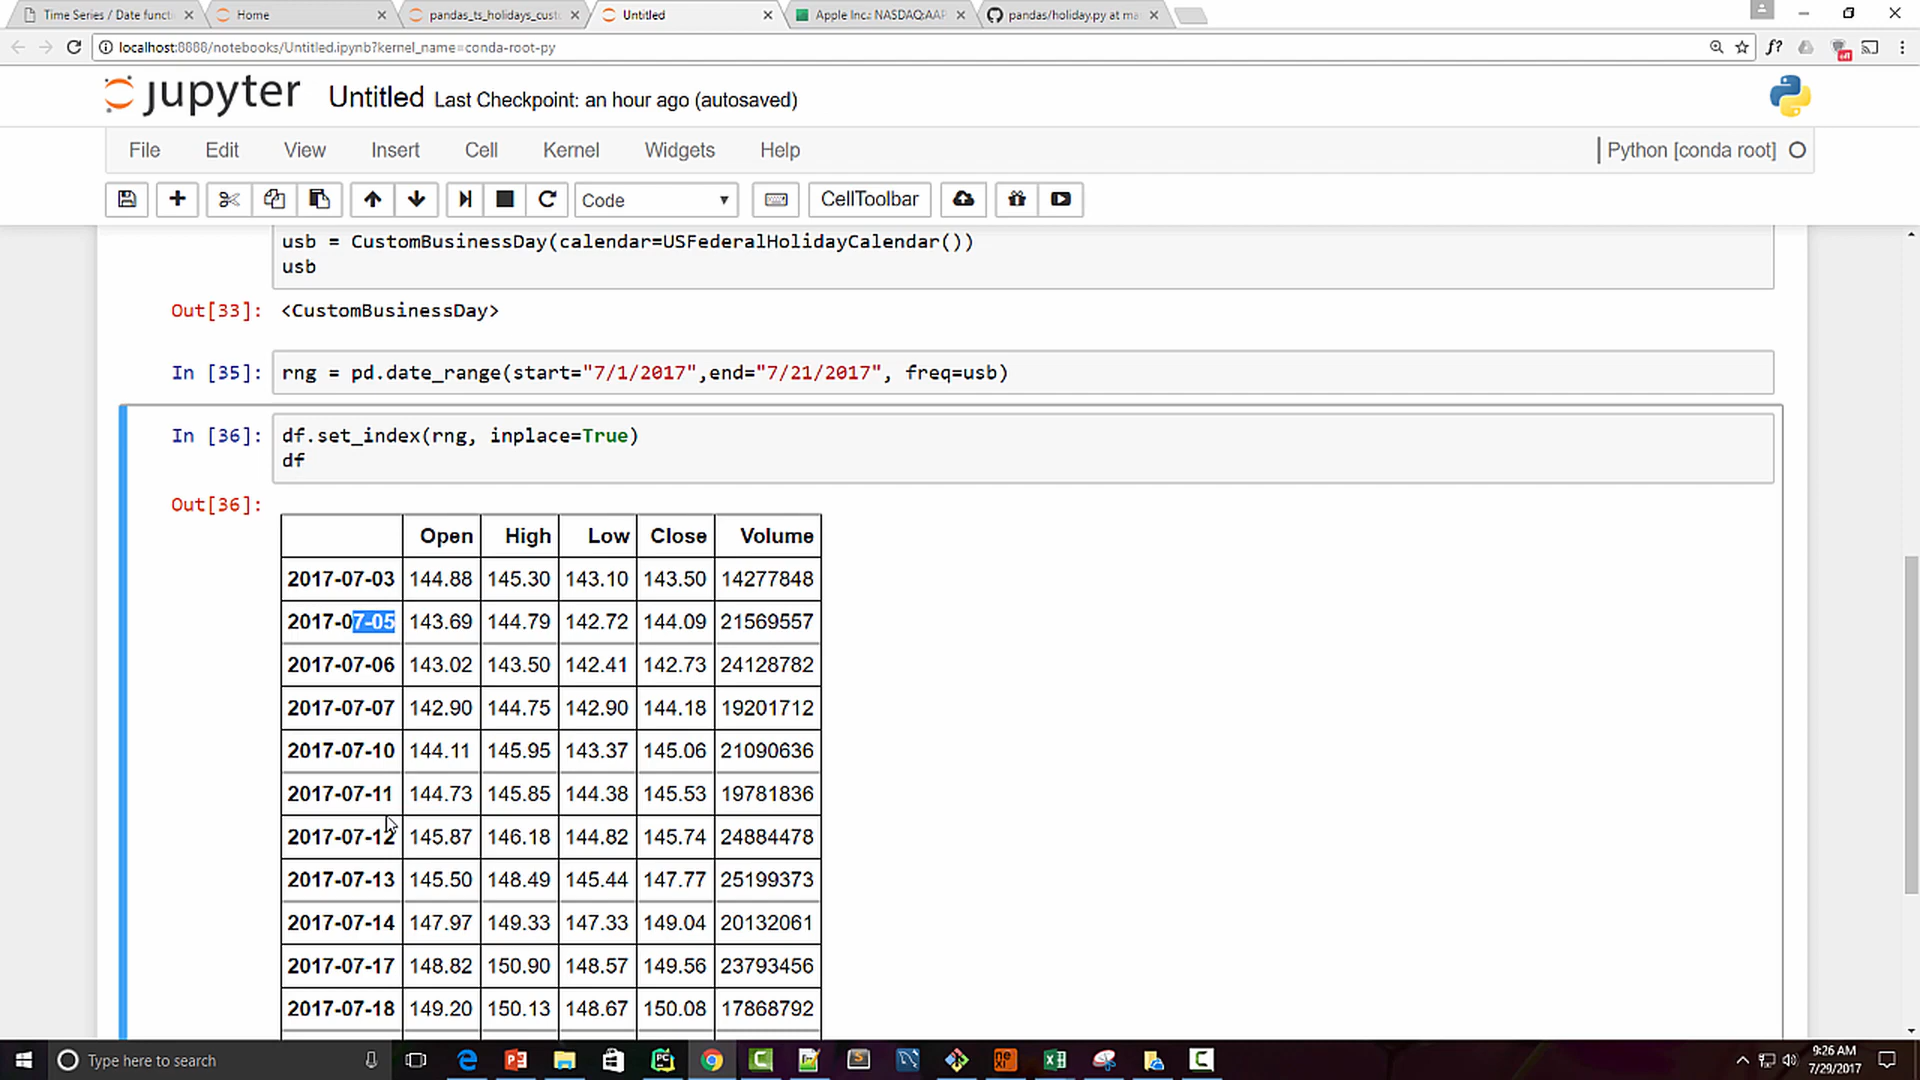 Time Series / Date functi
Home
pandas_ts_holidays_cust
Untitled
Apple Inc.: NASDAQ:AAP
pandas/holiday.py at ma
localhost:8888/notebooks/Untitled.ipynb?kernel_name=conda-root-py
f?
off
jupyter
Untitled Last Checkpoint: an hour ago (autosaved)
File Edit View Insert Cell Kernel Widgets Help
Python [conda root]
Code
CellToolbar
usb = CustomBusinessDay(calendar=USFederalHolidayCalendar())
usb
Out[33]: <CustomBusinessDay>
In [35]: rng = pd.date_range(start="7/1/2017",end="7/21/2017", freq=usb)
In [36]: df.set_index(rng, inplace=True)
df
Out[36]:
Open High Low Close Volume
2017-07-03 144.88 145.30 143.10 143.50 14277848
2017-07-05 143.69 144.79 142.72 144.09 21569557
2017-07-06 143.02 143.50 142.41 142.73 24128782
2017-07-07 142.90 144.75 142.90 144.18 19201712
2017-07-10 144.11 145.95 143.37 145.06 21090636
2017-07-11 144.73 145.85 144.38 145.53 19781836
2017-07-12 145.87 146.18 144.82 145.74 24884478
2017-07-13 145.50 148.49 145.44 147.77 25199373
2017-07-14 147.97 149.33 147.33 149.04 20132061
2017-07-17 148.82 150.90 148.57 149.56 23793456
2017-07-18 149.20 150.13 148.67 150.08 17868792
Type here to search
9:26 AM
7/29/2017